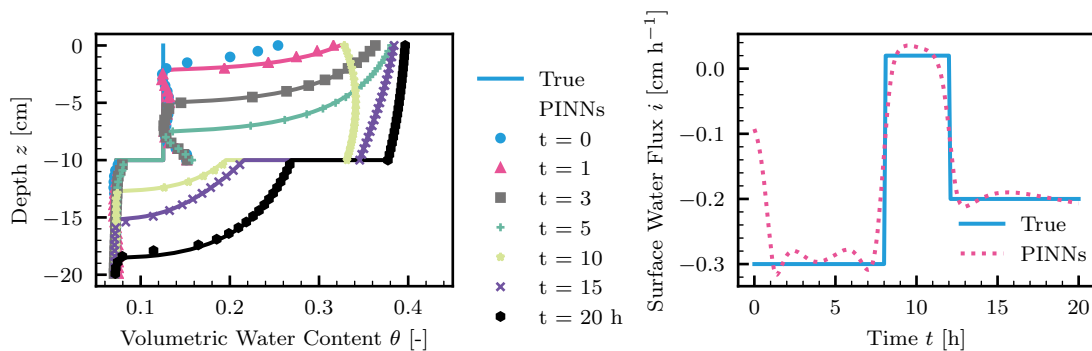 0
−5
−10
−15
−20
Depth z [cm]
0.1
0.2
0.3
0.4
Volumetric Water Content θ [-]
True
PINNs
t = 0
t = 1
t = 3
t = 5
t = 10
t = 15
t = 20 h
0.0
−0.1
−0.2
−0.3
Surface Water Flux i [cm h⁻¹]
True
PINNs
0
5
10
15
20
Time t [h]